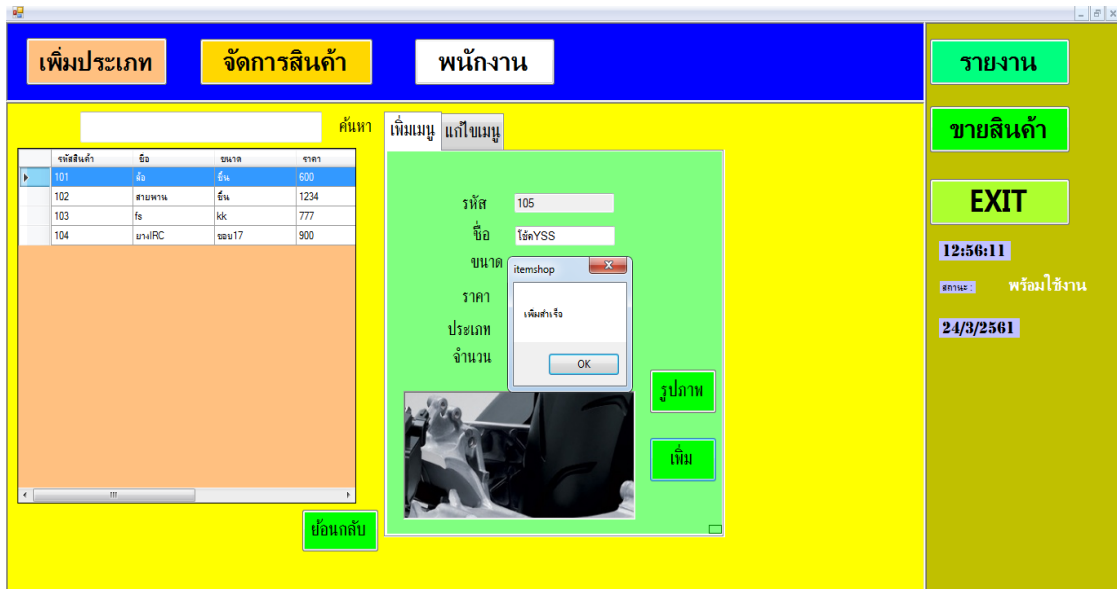 เพิ่มประเภท
จัดการสินค้า
พนักงาน
รายงาน
ขายสินค้า
EXIT
12:56:11
สถานะ : พร้อมใช้งาน
24/3/2561
ค้นหา
รหัสสินค้า ชื่อ ขนาด ราคา
101 ล้อ ชิ้น 600
102 สายพาน ชิ้น 1234
103 fs kk 777
104 ยางIRC ขอบ17 900
ย้อนกลับ
เพิ่มเมนู แก้ไขเมนู
รหัส 105
ชื่อ โช้คYSS
ขนาด
ราคา
ประเภท
จำนวน
itemshop
เพิ่มสำเร็จ
OK
รูปภาพ
เพิ่ม